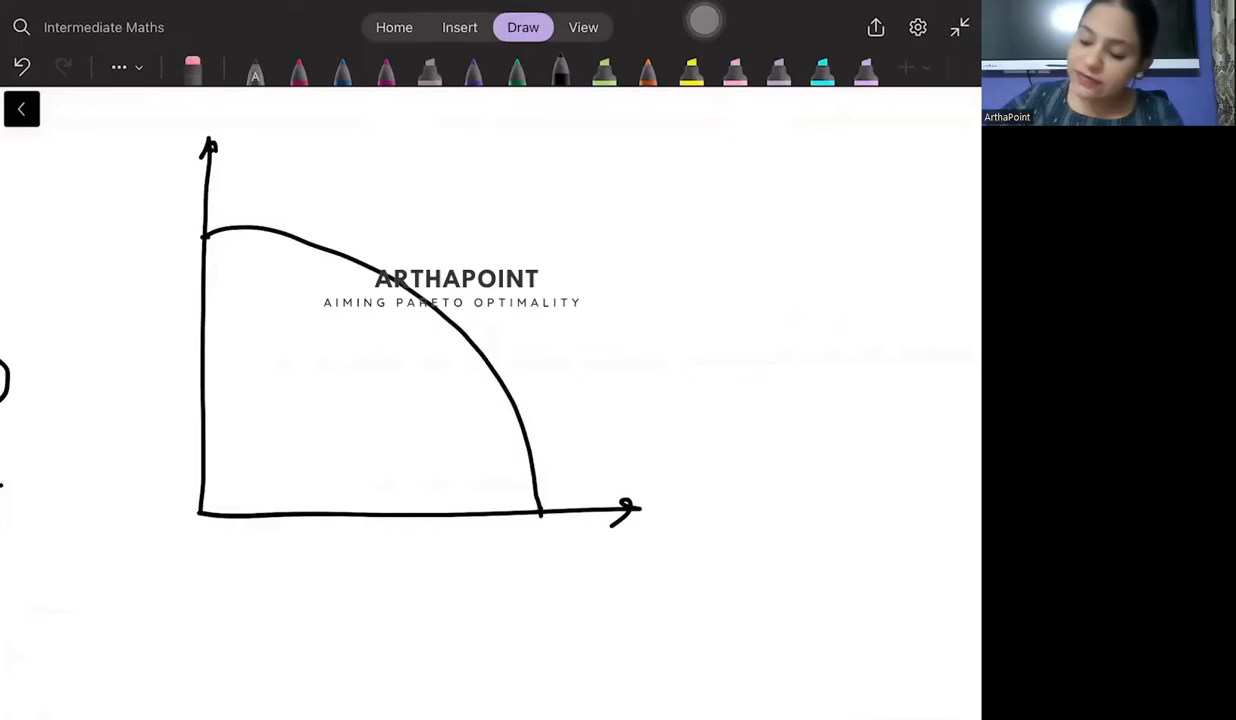 Intermediate Maths
Home Insert Draw View
A
ArthaPoint
ARTHAPOINT
AIMING PARETO OPTIMALITY